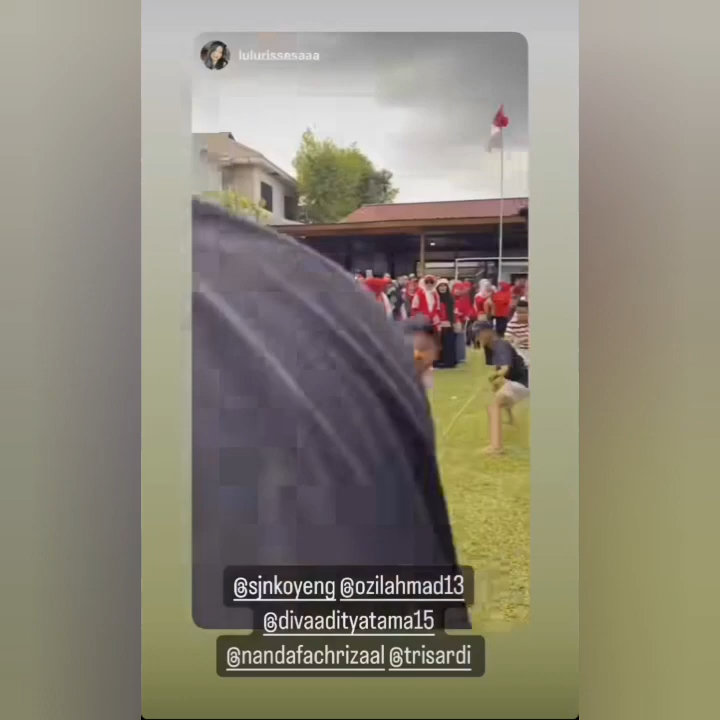 lulurissesaaa
@sjnkoyeng @ozilahmad13
@divaadityatama15
@nandafachrizaal @trisardi